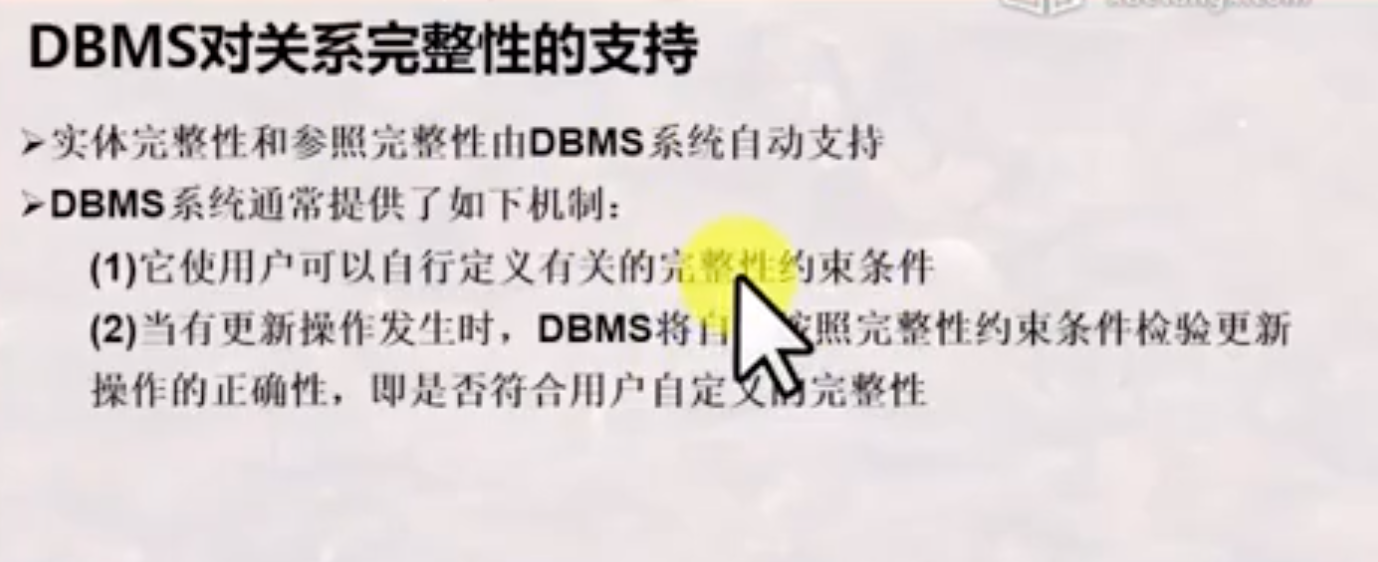 DBMS对关系完整性的支持
➢实体完整性和参照完整性由DBMS系统自动支持
➢DBMS系统通常提供了如下机制：
(1)它使用户可以自行定义有关的完整性约束条件
(2)当有更新操作发生时，DBMS将自 按照完整性约束条件检验更新
操作的正确性，即是否符合用户自定义的完整性